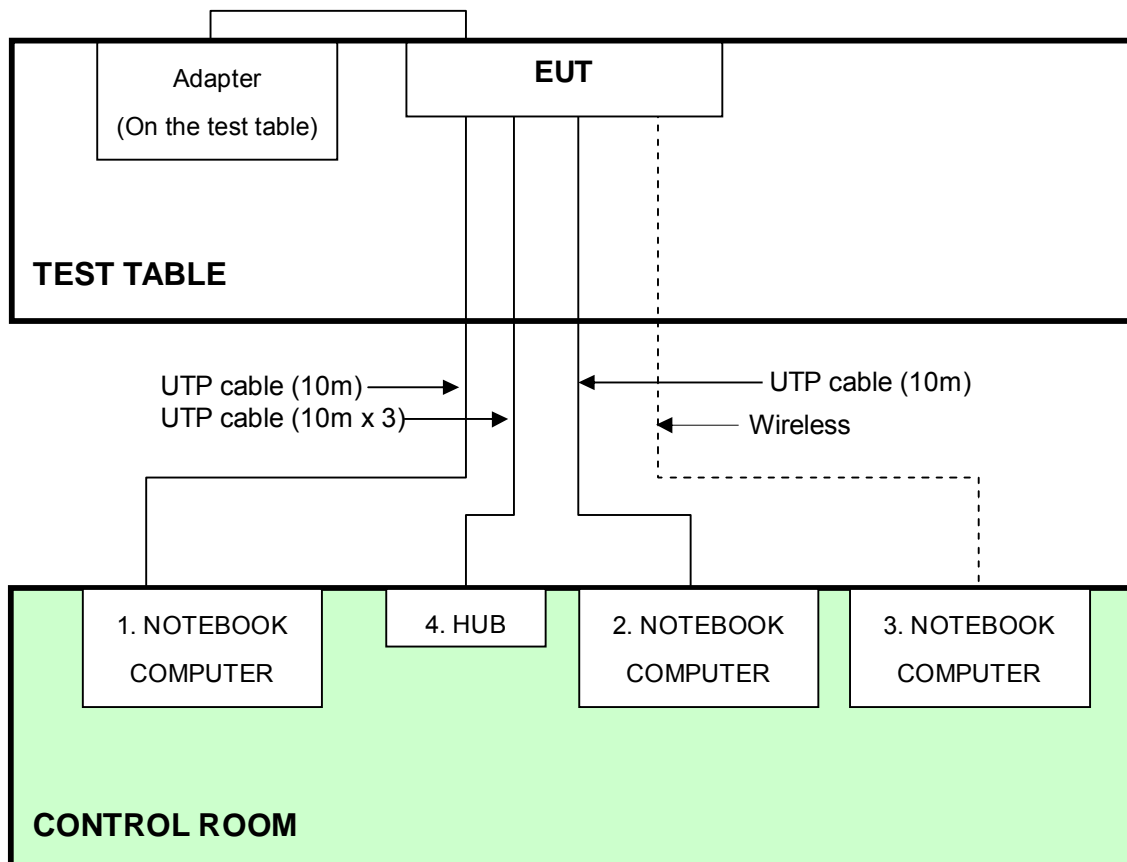 Adapter
(On the test table)
EUT
TEST TABLE
UTP cable (10m)
UTP cable (10m x 3)
UTP cable (10m)
Wireless
1. NOTEBOOK
COMPUTER
4. HUB
2. NOTEBOOK
COMPUTER
3. NOTEBOOK
COMPUTER
CONTROL ROOM